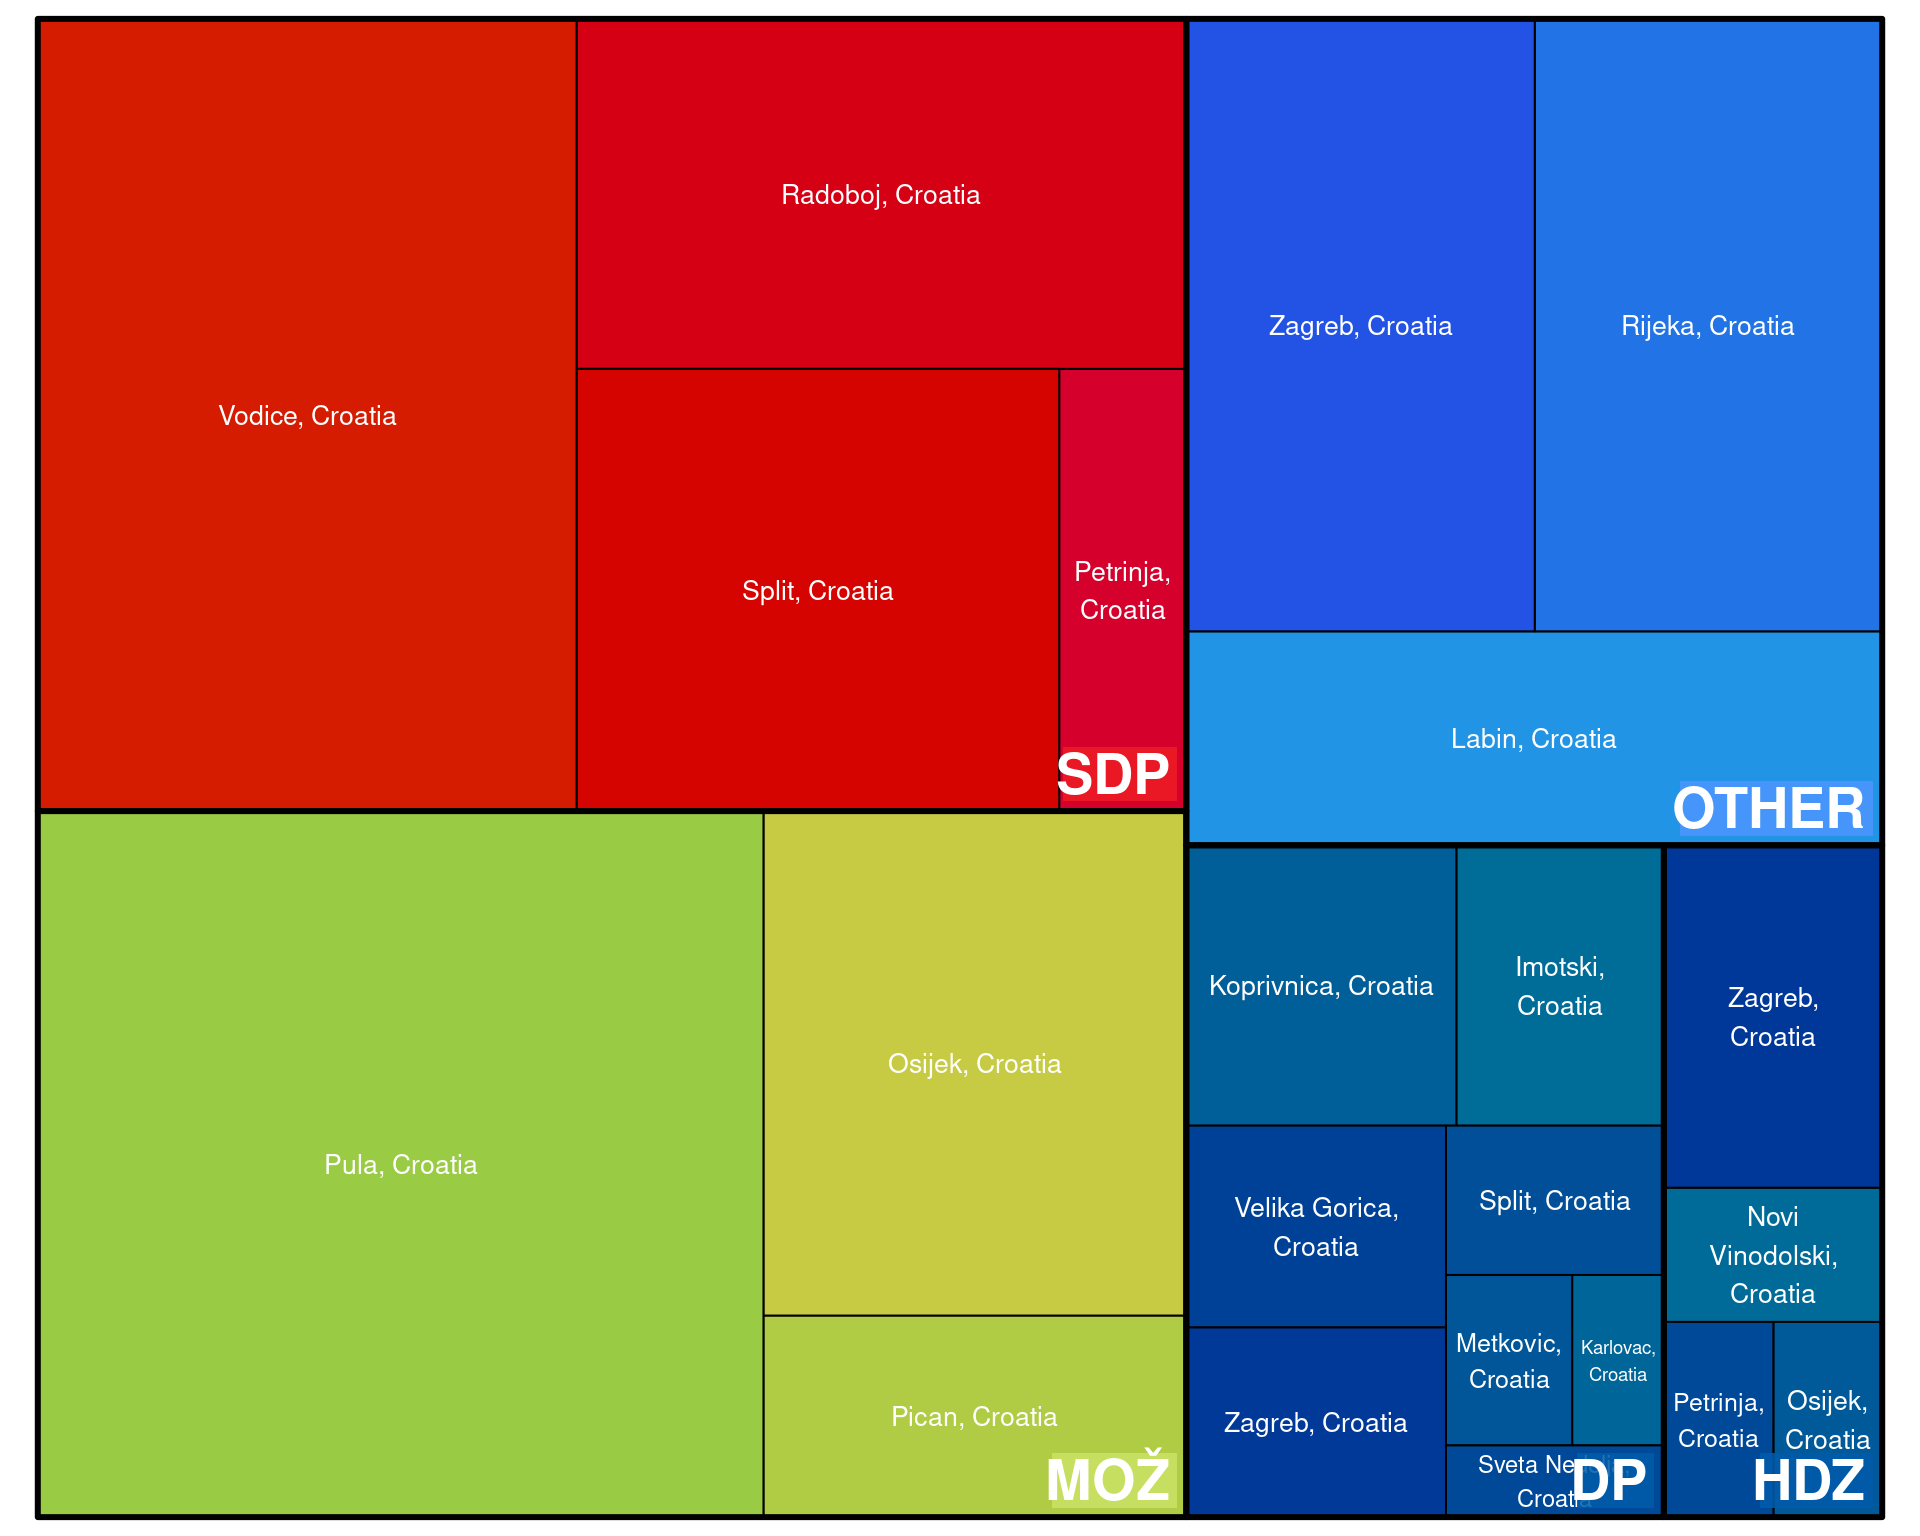 Vodice, Croatia
Radoboj, Croatia
Split, Croatia
Petrinja,
Croatia
SDP
Zagreb, Croatia
Rijeka, Croatia
Labin, Croatia
OTHER
Pula, Croatia
Osijek, Croatia
Pican, Croatia
MOŽ
Koprivnica, Croatia
Imotski,
Croatia
Velika Gorica,
Croatia
Split, Croatia
Zagreb, Croatia
Metkovic,
Croatia
Karlovac,
Croatia
Sveta
Croatia
DP
Zagreb,
Croatia
Novi
Vinodolski,
Croatia
Petrinja,
Croatia
Osijek,
Croatia
HDZ